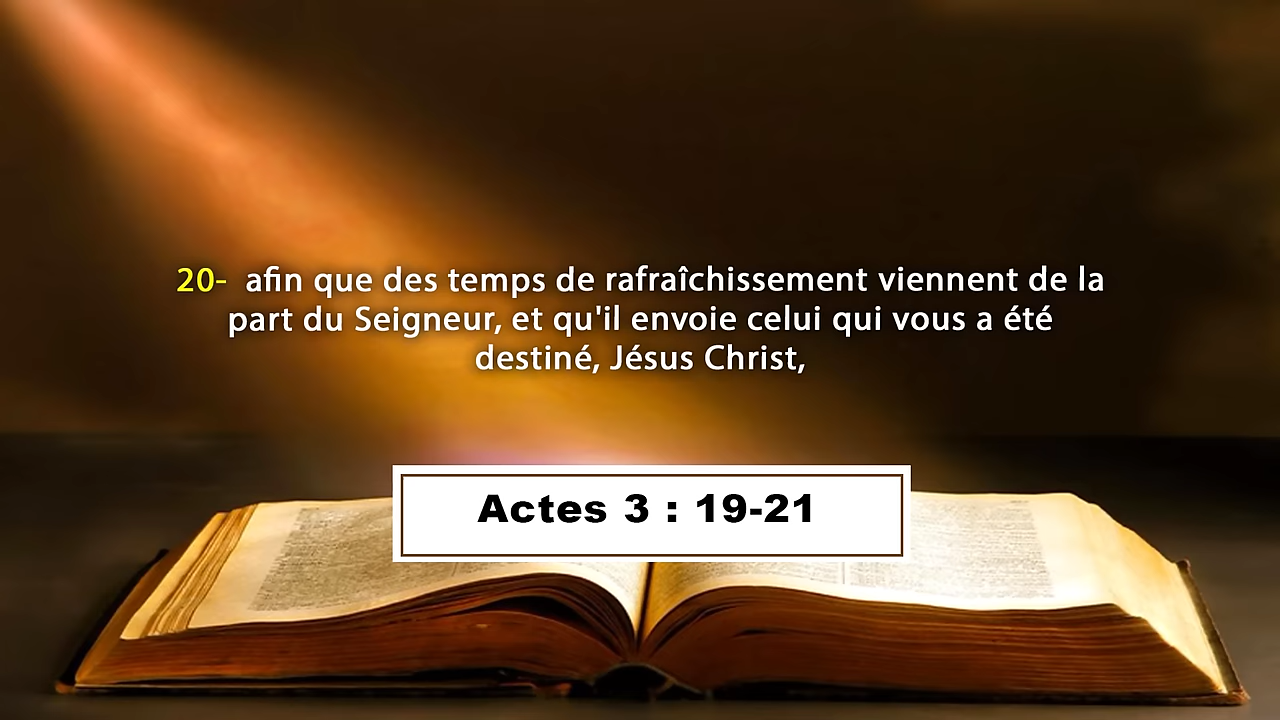 20- afin que des temps de rafraîchissement viennent de la
part du Seigneur, et qu'il envoie celui qui vous a été
destiné, Jésus Christ,
Actes 3 : 19-21